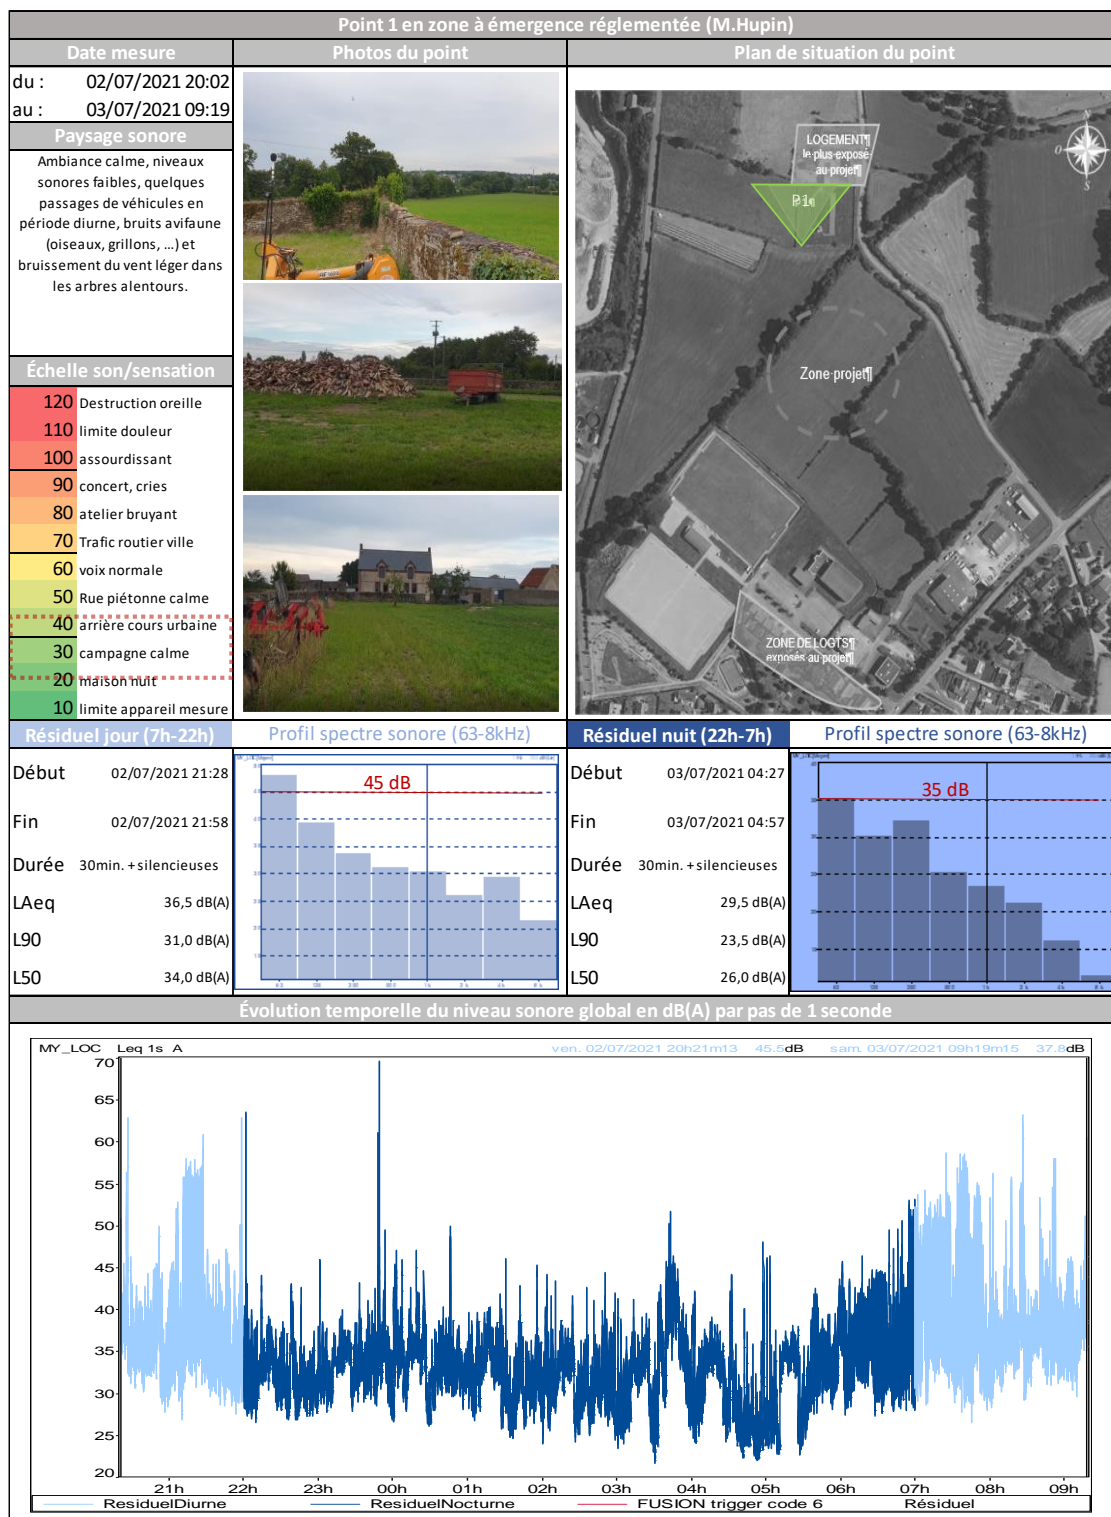 Point 1 en zone à émergence réglementée (M.Hupin)
Date mesure
Photos du point
Plan de situation du point
du : 02/07/2021 20:02
au : 03/07/2021 09:19
Paysage sonore
Ambiance calme, niveaux
sonores faibles, quelques
passages de véhicules en
période diurne, bruits avifaune
(oiseaux, grillons, ...) et
bruissement du vent léger dans
les arbres alentours.
Échelle son/sensation
120 Destruction oreille
110 limite douleur
100 assourdissant
90 concert, cries
80 atelier bruyant
70 Trafic routier ville
60 voix normale
50 Rue piétonne calme
40 arrière cours urbaine
30 campagne calme
20 maison nuit
10 limite appareil mesure
LOGEMENT¶
le·plus·exposé·
au·projet¶
P1¶
O
S
Zone·projet¶
ZONE DE LOGTS¶
exposés au projet¶
Résiduel jour (7h-22h)
Profil spectre sonore (63-8kHz)
Résiduel nuit (22h-7h)
Profil spectre sonore (63-8kHz)
Début 02/07/2021 21:28
Fin 02/07/2021 21:58
Durée 30min. + silencieuses
LAeq 36,5 dB(A)
L90 31,0 dB(A)
L50 34,0 dB(A)
45 dB
Début 03/07/2021 04:27
Fin 03/07/2021 04:57
Durée 30min. + silencieuses
LAeq 29,5 dB(A)
L90 23,5 dB(A)
L50 26,0 dB(A)
35 dB
Évolution temporelle du niveau sonore global en dB(A) par pas de 1 seconde
MY_LOC Leq 1s A ven. 02/07/2021 20h21m13 45.5dB sam. 03/07/2021 09h19m15 37.8dB
70
65
60
55
50
45
40
35
30
25
20
21h 22h 23h 00h 01h 02h 03h 04h 05h 06h 07h 08h 09h
ResiduelDiurne ResiduelNocturne FUSION trigger code 6 Résiduel